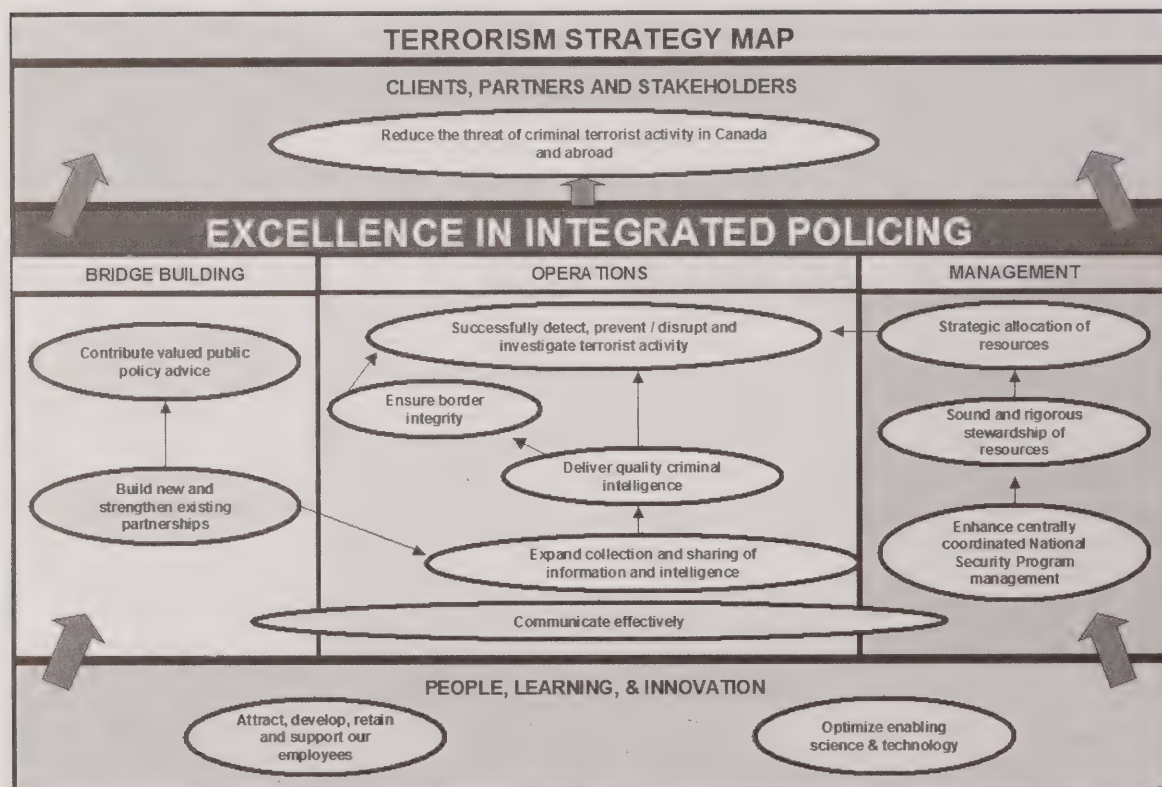 TERRORISM STRATEGY MAP
CLIENTS, PARTNERS AND STAKEHOLDERS
Reduce the threat of criminal terrorist activity in Canada
and abroad
EXCELLENCE IN INTEGRATED POLICING
BRIDGE BUILDING
OPERATIONS
MANAGEMENT
Contribute valued public
policy advice
Build new and
strengthen existing
partnerships
Successfully detect, prevent / disrupt and
investigate terrorist activity
Ensure border
integrity
Deliver quality criminal
intelligence
Expand collection and sharing of
information and intelligence
Strategic allocation of
resources
Sound and rigorous
stewardship of
resources
Enhance centrally
coordinated National
Security Program
management
Communicate effectively
PEOPLE, LEARNING, & INNOVATION
Attract, develop, retain
and support our
employees
Optimize enabling
science & technology